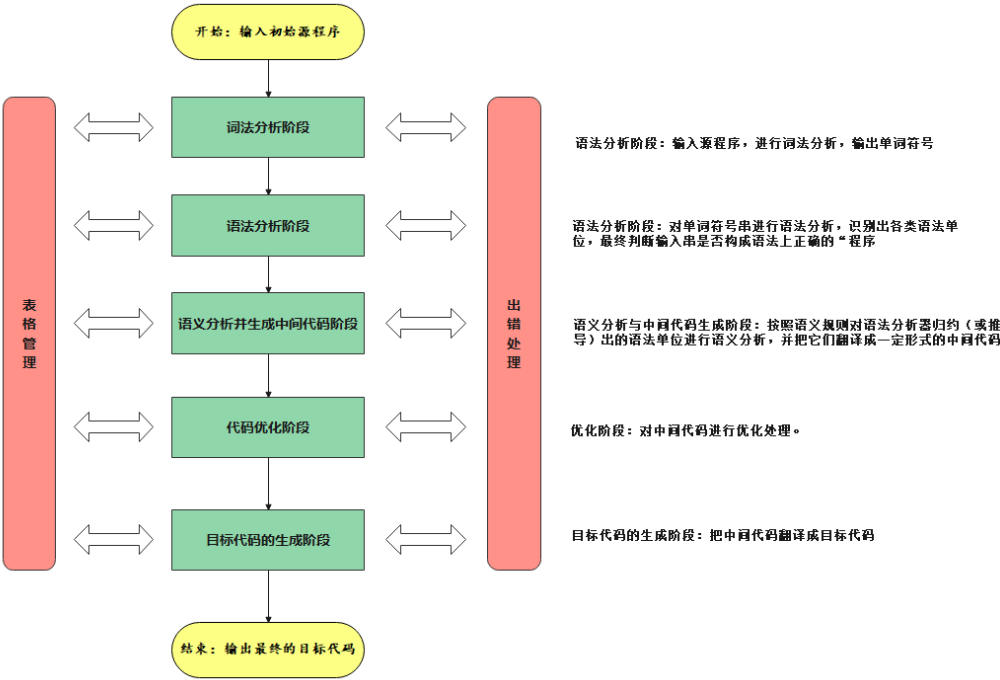 开始：输入初始源程序
词法分析阶段
语法分析阶段：输入源程序，进行词法分析，输出单词符号
语法分析阶段
语法分析阶段：对单词符号串进行语法分析，识别出各类语法单
位，最终判断输入串是否构成语法上正确的“程序
表格管理
出错处理
语义分析并生成中间代码阶段
语义分析与中间代码生成阶段：按照语义规则对语法分析器归约（或推
导）出的语法单位进行语义分析，并把它们翻译成一定形式的中间代码
代码优化阶段
优化阶段：对中间代码进行优化处理。
目标代码的生成阶段
目标代码的生成阶段：把中间代码翻译成目标代码
结束：输出最终的目标代码